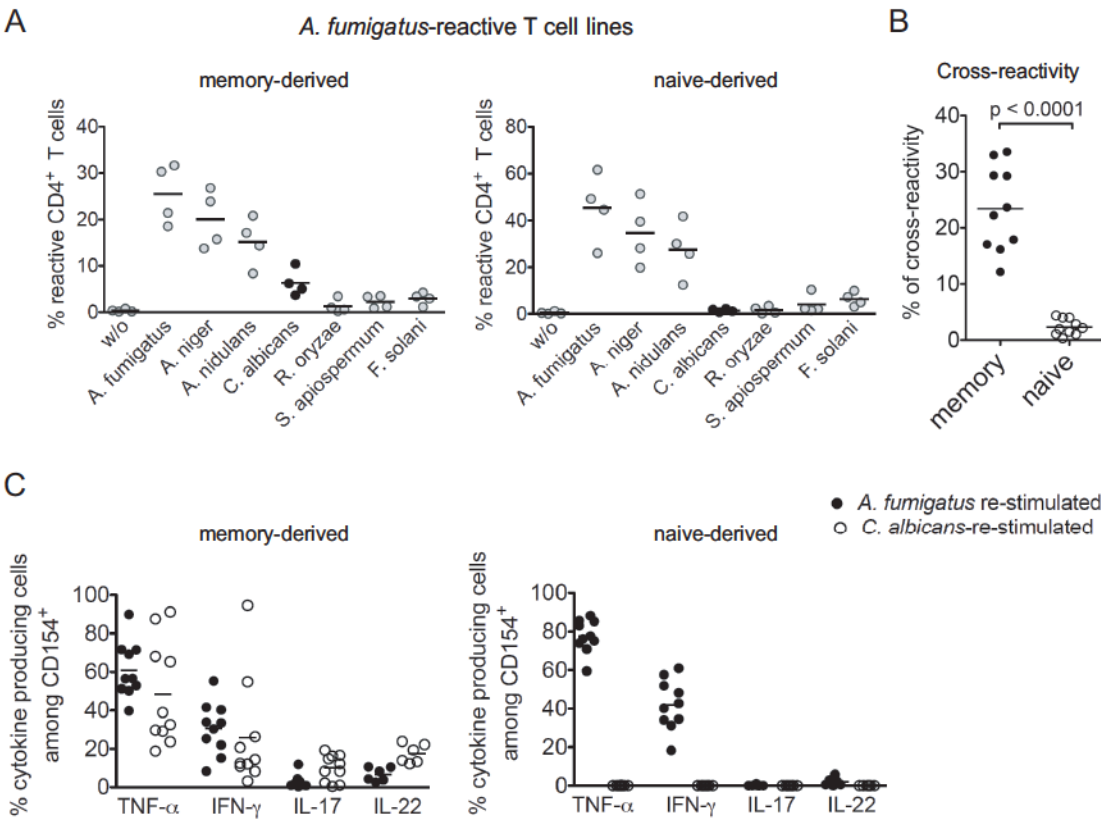 A
A. fumigatus-reactive T cell lines
memory-derived
% reactive CD4+ T cells
40
30
20
10
0
w/o
A. fumigatus
A. niger
A. nidulans
C. albicans
R. oryzae
S. apiospermum
F. solani
naive-derived
% reactive CD4+ T cells
80
60
40
20
0
w/o
A. fumigatus
A. niger
A. nidulans
C. albicans
R. oryzae
S. apiospermum
F. solani
B
Cross-reactivity
p < 0.0001
% of cross-reactivity
40
30
20
10
0
memory
naive
C
A. fumigatus re-stimulated
C. albicans-re-stimulated
memory-derived
% cytokine producing cells
among CD154+
100
80
60
40
20
0
TNF-α
IFN-γ
IL-17
IL-22
naive-derived
% cytokine producing cells
among CD154+
100
80
60
40
20
0
TNF-α
IFN-γ
IL-17
IL-22